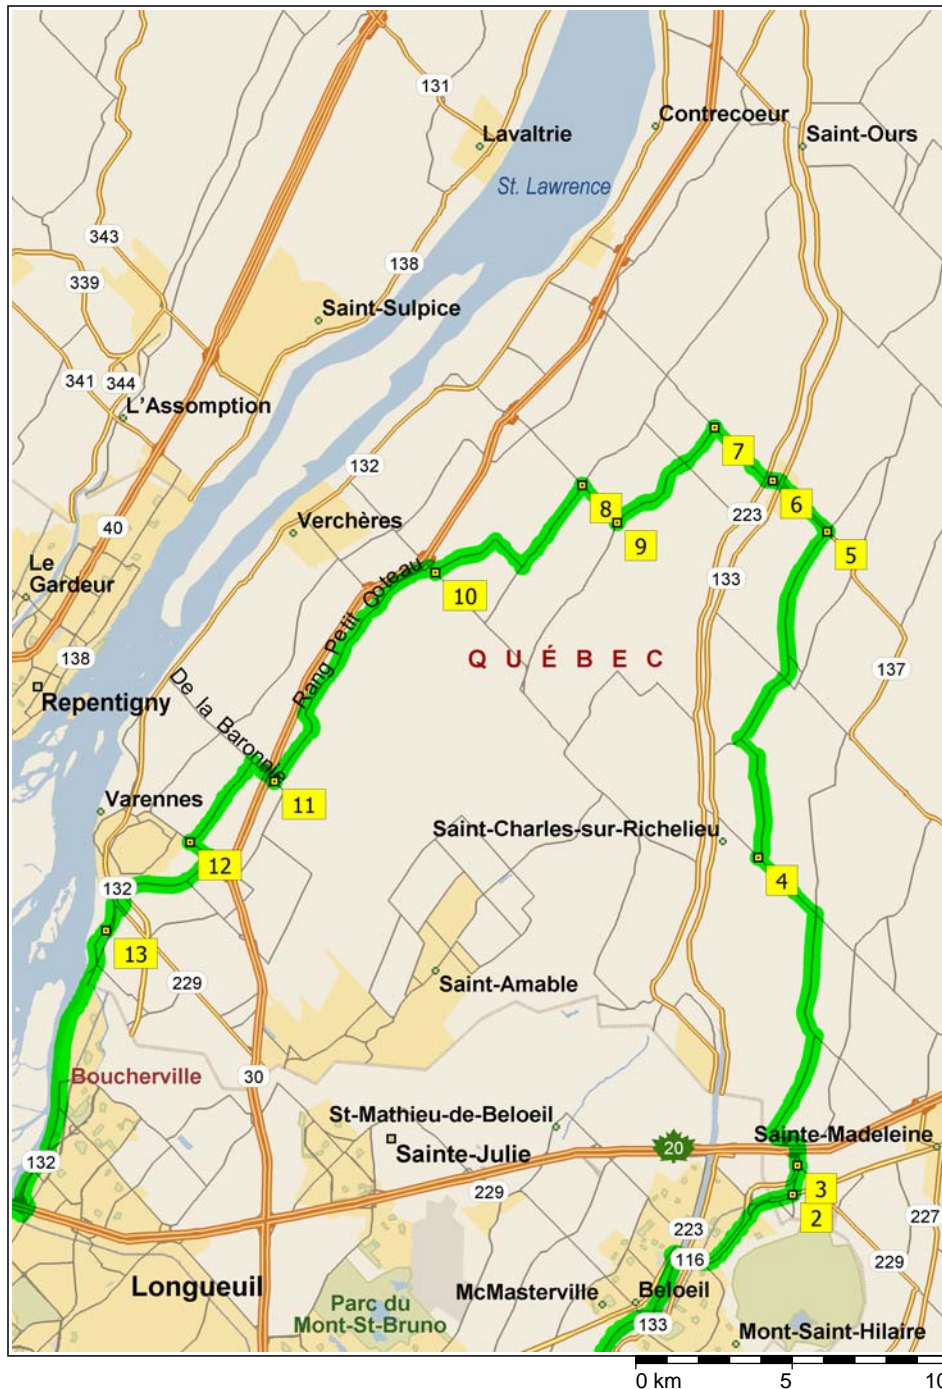 131
Contrecoeur
Lavaltrie
Saint-Ours
St. Lawrence
343
138
339
Saint-Sulpice
341
344
L'Assomption
132
7
8
6
40
Verchères
9
223
5
Le
Gardeur
133
10
Rang Petit Coteau
138
QUÉBEC
137
De la Baronnie
Repentigny
Varennes
11
Saint-Charles-sur-Richelieu
12
4
132
13
229
Saint-Amable
Boucherville
30
St-Mathieu-de-Beloeil
Sainte-Madeleine
20
Sainte-Julie
132
229
3
2
227
223
116
229
Longueuil
McMasterville
Beloeil
Parc du
Mont-St-Bruno
133
Mont-Saint-Hilaire
0 km 5 10